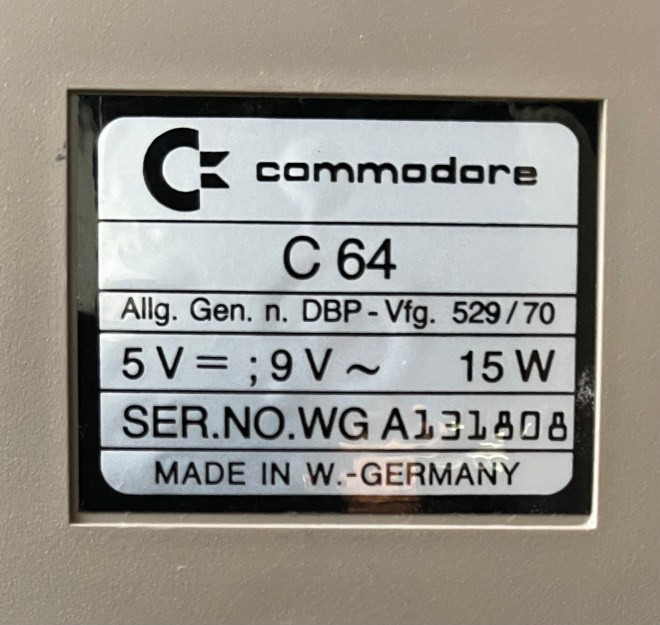 commodore
C 64
Allg. Gen. n. DBP-Vfg. 529/70
5 V = ; 9 V ~ 15 W
SER.NO.WG A131808
MADE IN W.-GERMANY